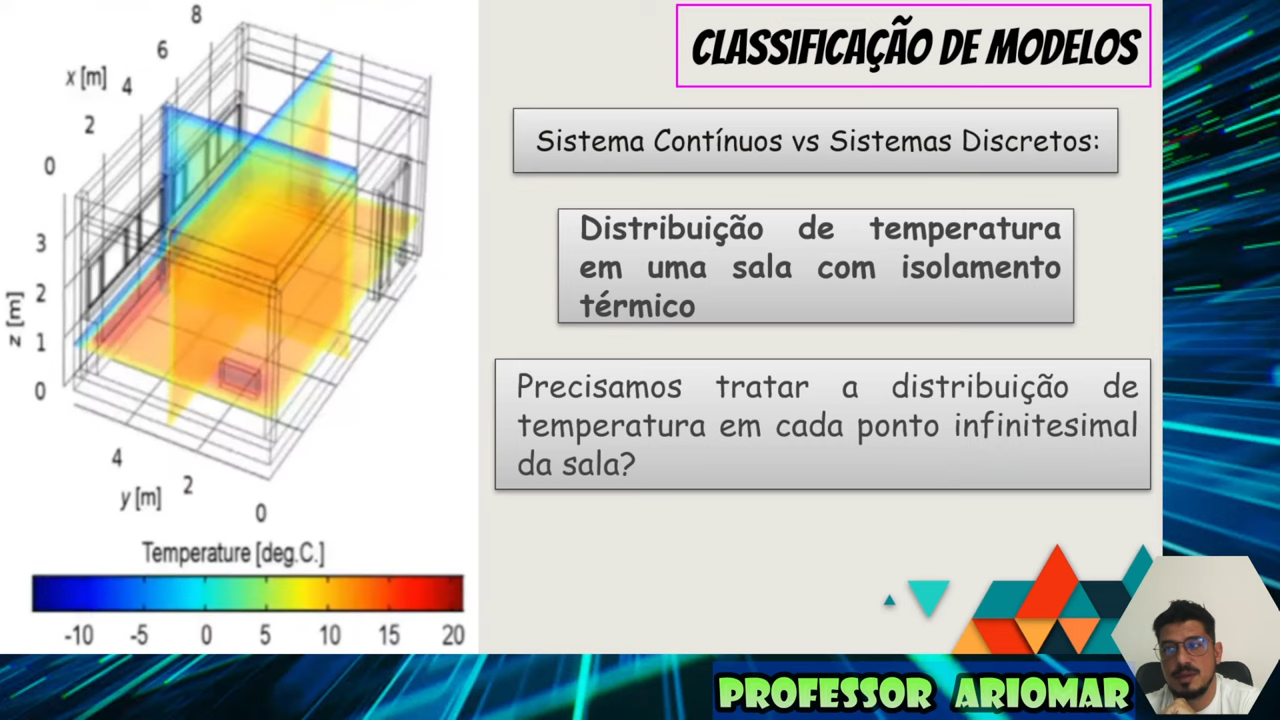 8
6
x [m]
4
2
0
3
2
z [m]
1
0
4
y [m]
2
0
Temperature [deg.C.]
-10 -5 0 5 10 15 20
CLASSIFICAÇÃO DE MODELOS
Sistema Contínuos vs Sistemas Discretos:
Distribuição de temperatura
em uma sala com isolamento
térmico
Precisamos tratar a distribuição de
temperatura em cada ponto infinitesimal
da sala?
PROFESSOR ARIOMAR